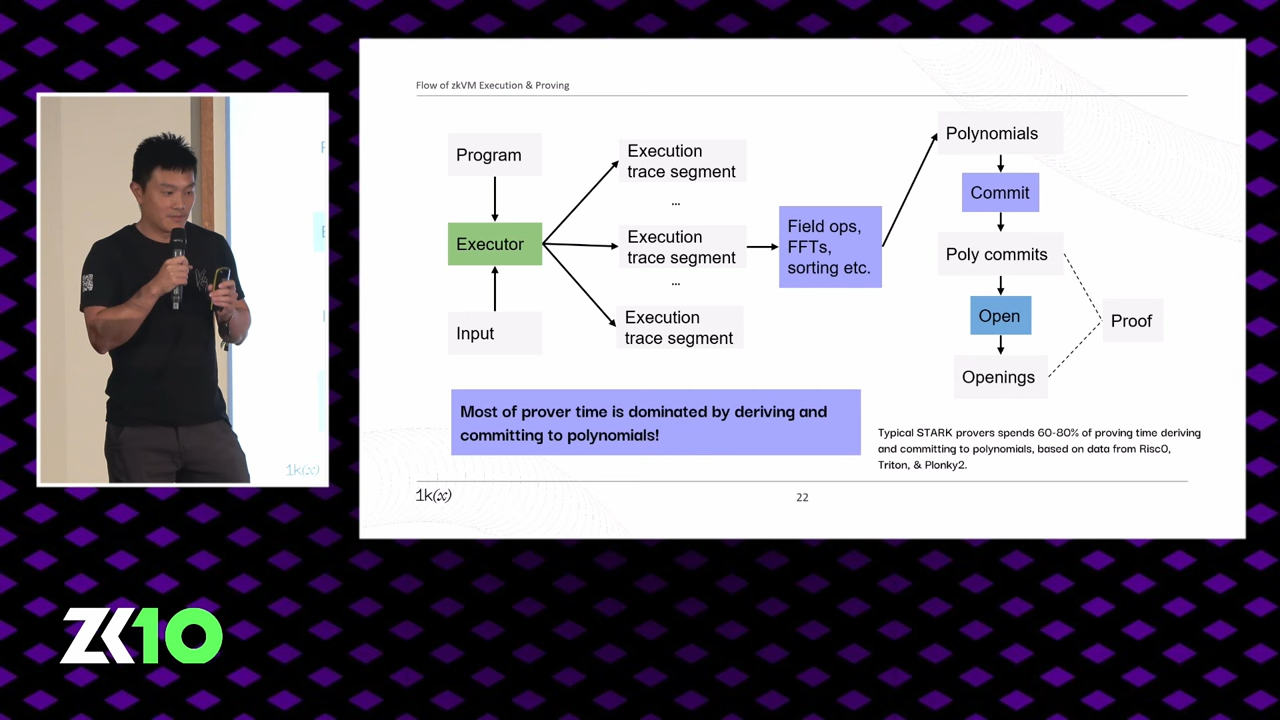 Flow of zkVM Execution & Proving
Program
Executor
Input
Execution
trace segment
...
Execution
trace segment
...
Execution
trace segment
Field ops,
FFTs,
sorting etc.
Polynomials
Commit
Poly commits
Open
Openings
Proof
Most of prover time is dominated by deriving and
committing to polynomials!
Typical STARK provers spends 60-80% of proving time deriving
and committing to polynomials, based on data from Risc0,
Triton, & Plonky2.
1k(x)
22
1k(x)
ZK10